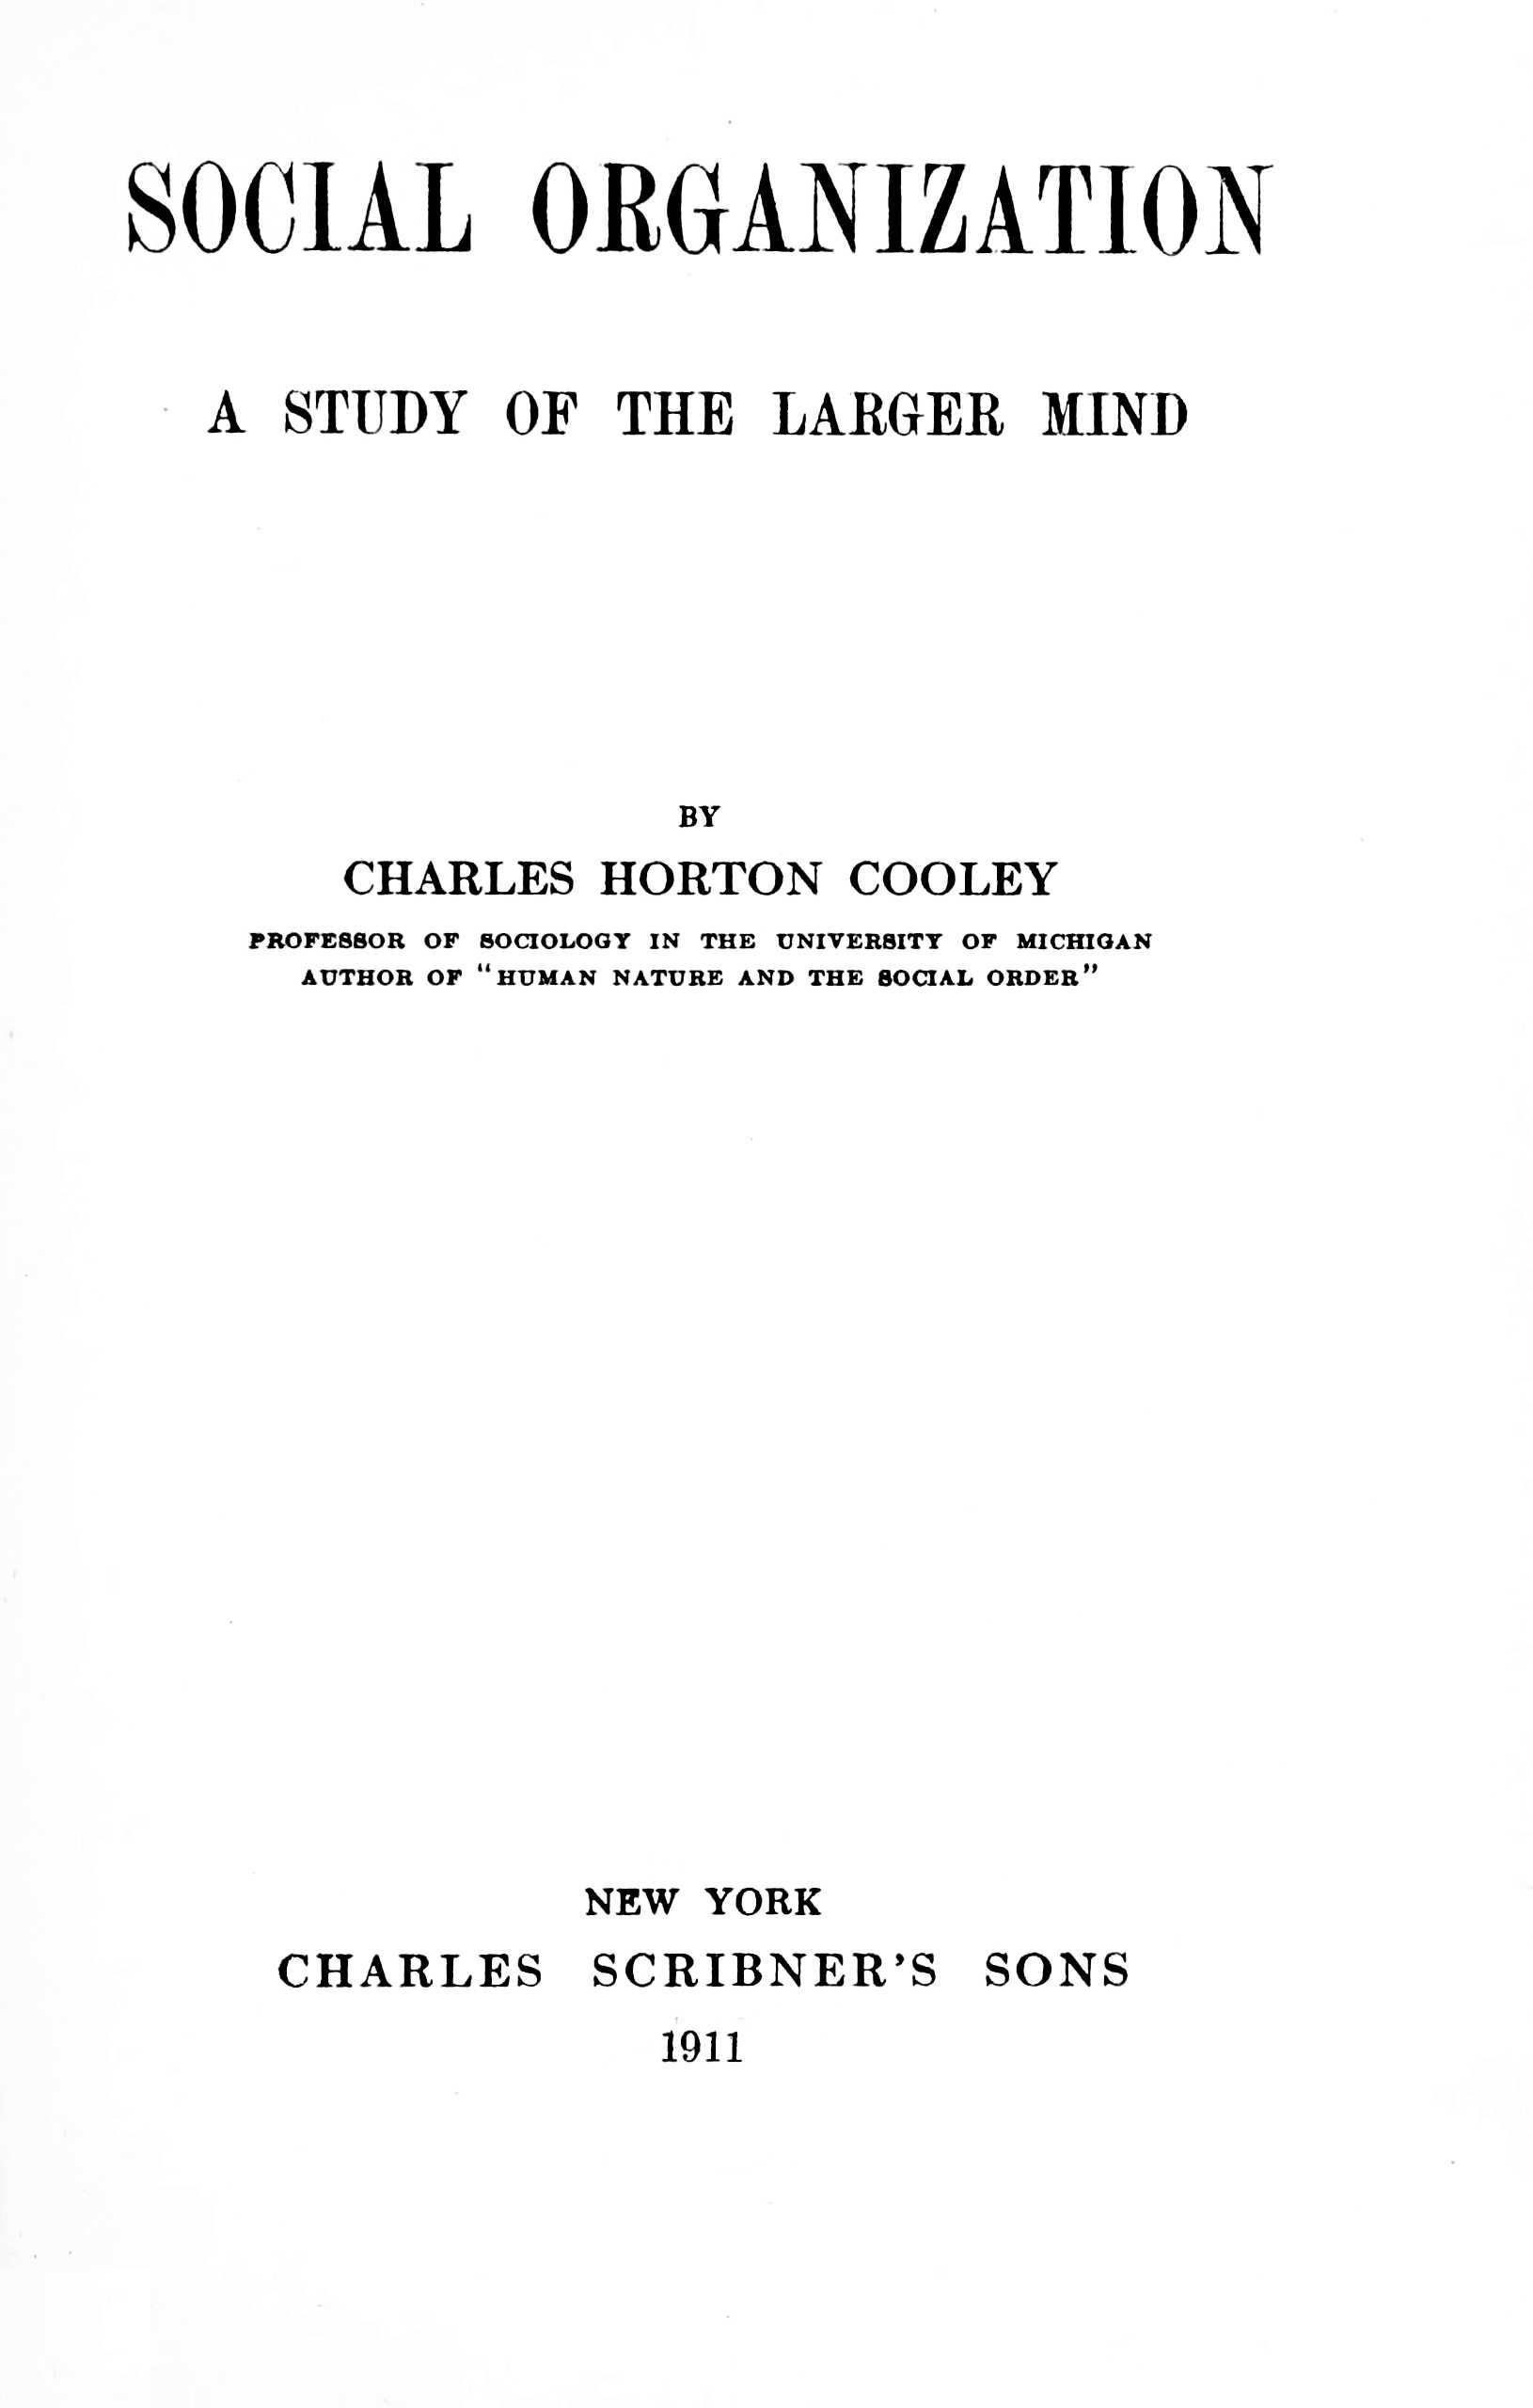 SOCIAL ORGANIZATION
A STUDY OF THE LARGER MIND
BY
CHARLES HORTON COOLEY
PROFESSOR OF SOCIOLOGY IN THE UNIVERSITY OF MICHIGAN
AUTHOR OF "HUMAN NATURE AND THE SOCIAL ORDER"
NEW YORK
CHARLES SCRIBNER'S SONS
1911